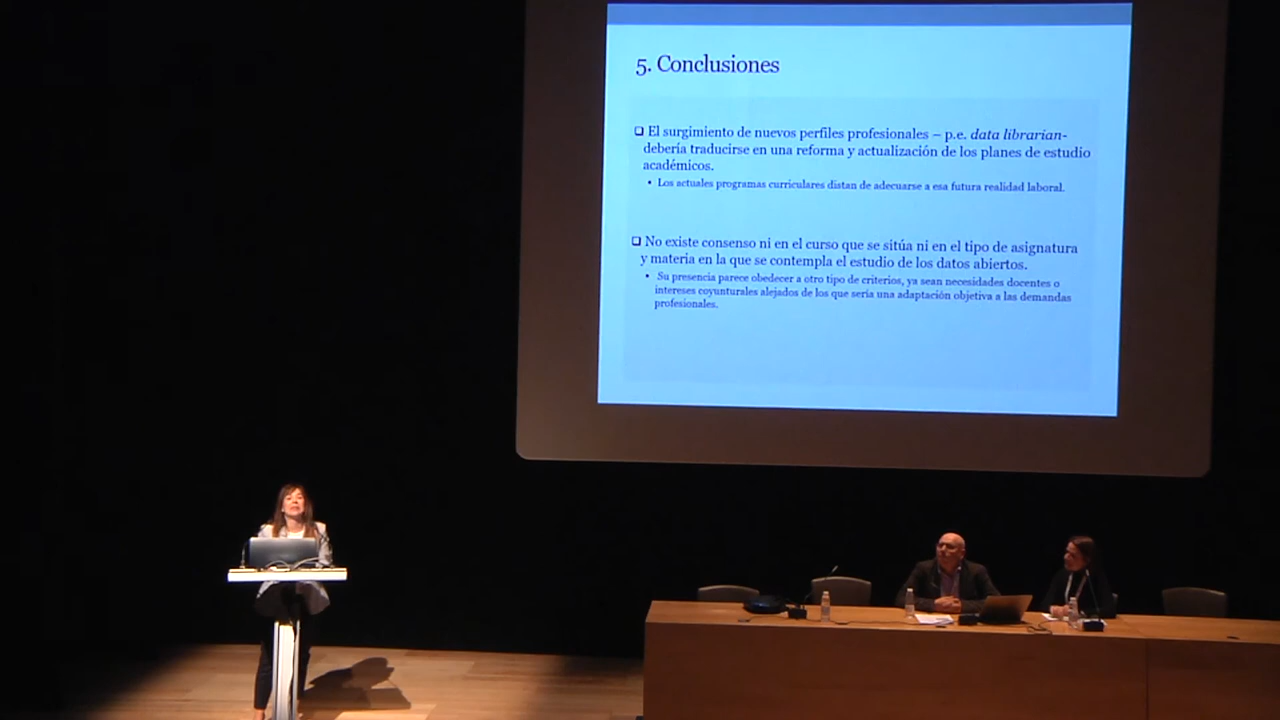 5. Conclusiones
❑ El surgimiento de nuevos perfiles profesionales – p.e. data librarian-
debería traducirse en una reforma y actualización de los planes de estudio
académicos.
• Los actuales programas curriculares distan de adecuarse a esa futura realidad laboral.
❑ No existe consenso ni en el curso que se sitúa ni en el tipo de asignatura
y materia en la que se contempla el estudio de los datos abiertos.
• Su presencia parece obedecer a otro tipo de criterios, ya sean necesidades docentes o
intereses coyunturales alejados de los que sería una adaptación objetiva a las demandas
profesionales.